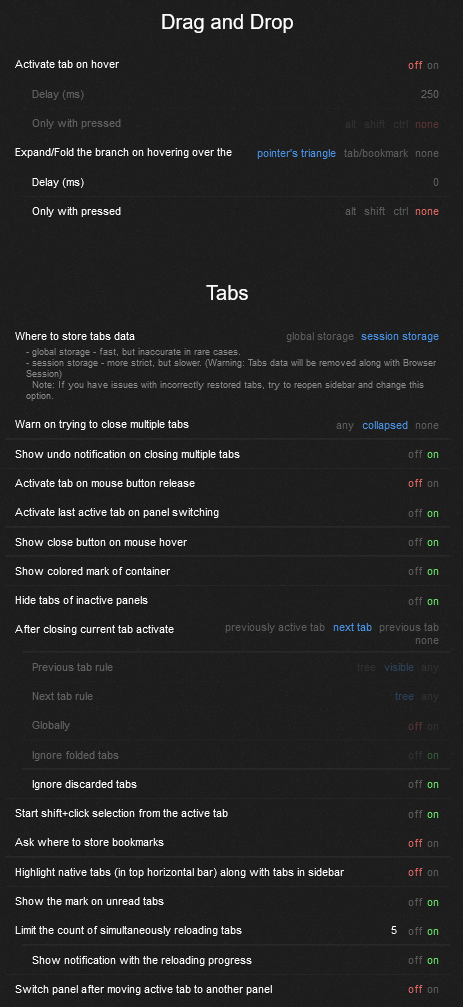 Drag and Drop
Activate tab on hover off on
Delay (ms) 250
Only with pressed alt shift ctrl none
Expand/Fold the branch on hovering over the pointer's triangle tab/bookmark none
Delay (ms) 0
Only with pressed alt shift ctrl none
Tabs
Where to store tabs data global storage session storage
- global storage - fast, but inaccurate in rare cases.
- session storage - more strict, but slower. (Warning: Tabs data will be removed along with Browser
Session)
Note: If you have issues with incorrectly restored tabs, try to reopen sidebar and change this
option.
Warn on trying to close multiple tabs any collapsed none
Show undo notification on closing multiple tabs off on
Activate tab on mouse button release off on
Activate last active tab on panel switching off on
Show close button on mouse hover off on
Show colored mark of container off on
Hide tabs of inactive panels off on
After closing current tab activate previously active tab next tab previous tab
none
Previous tab rule tree visible any
Next tab rule tree any
Globally off on
Ignore folded tabs off on
Ignore discarded tabs off on
Start shift+click selection from the active tab off on
Ask where to store bookmarks off on
Highlight native tabs (in top horizontal bar) along with tabs in sidebar off on
Show the mark on unread tabs off on
Limit the count of simultaneously reloading tabs 5 off on
Show notification with the reloading progress off on
Switch panel after moving active tab to another panel off on